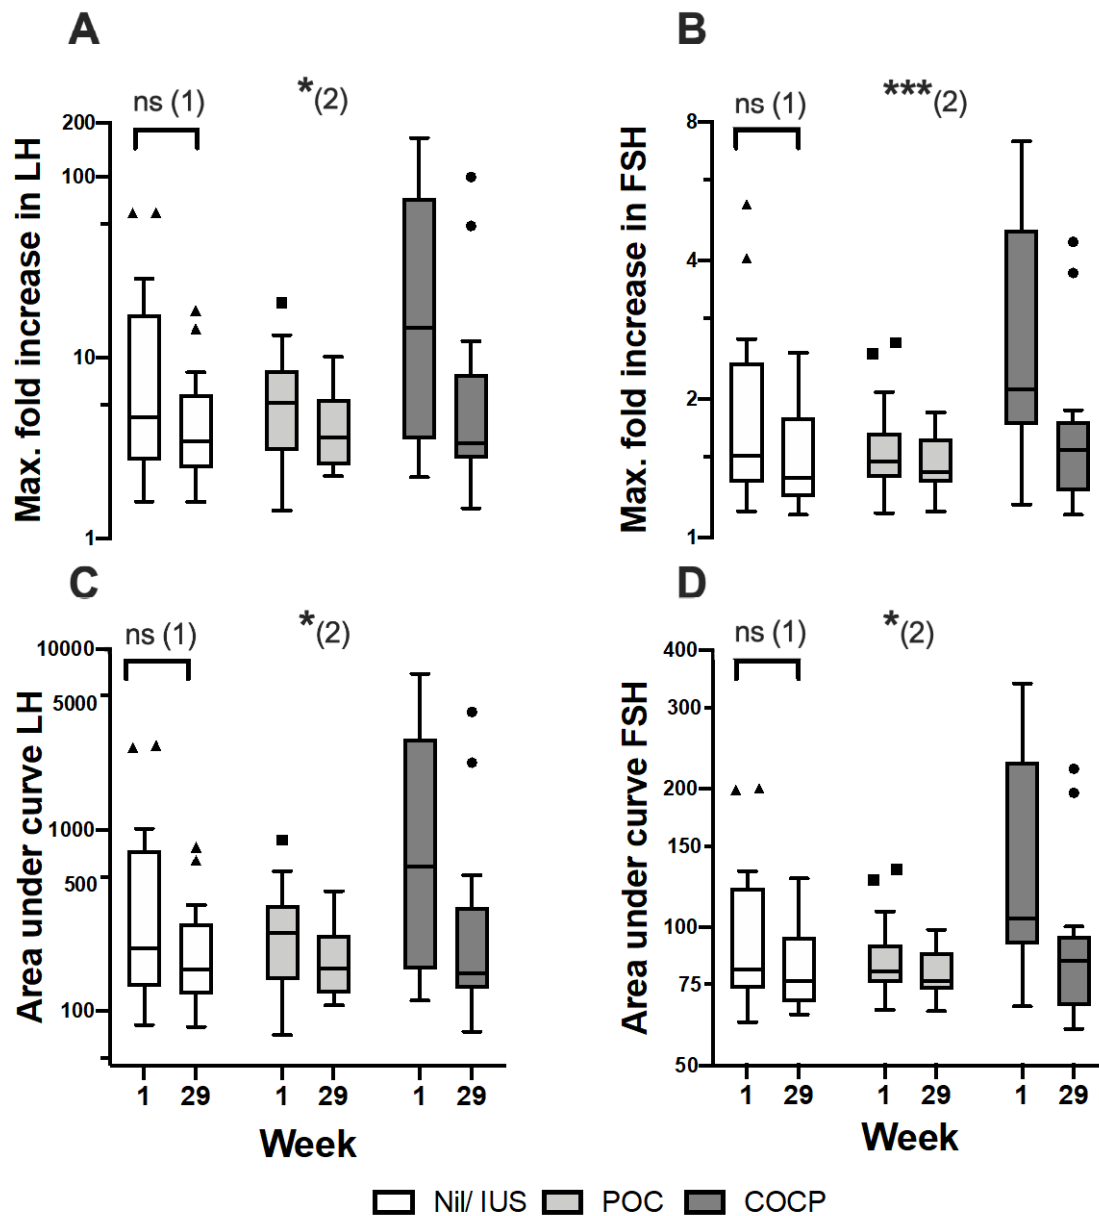 A
ns (1)
*(2)
Max. fold increase in LH
200
100
10
1
B
ns (1)
***(2)
Max. fold increase in FSH
8
4
2
1
C
ns (1)
*(2)
Area under curve LH
10000
5000
1000
500
100
1 29 1 29 1 29
Week
D
ns (1)
*(2)
Area under curve FSH
400
300
200
150
100
75
50
1 29 1 29 1 29
Week
Nil/ IUS POC COCP